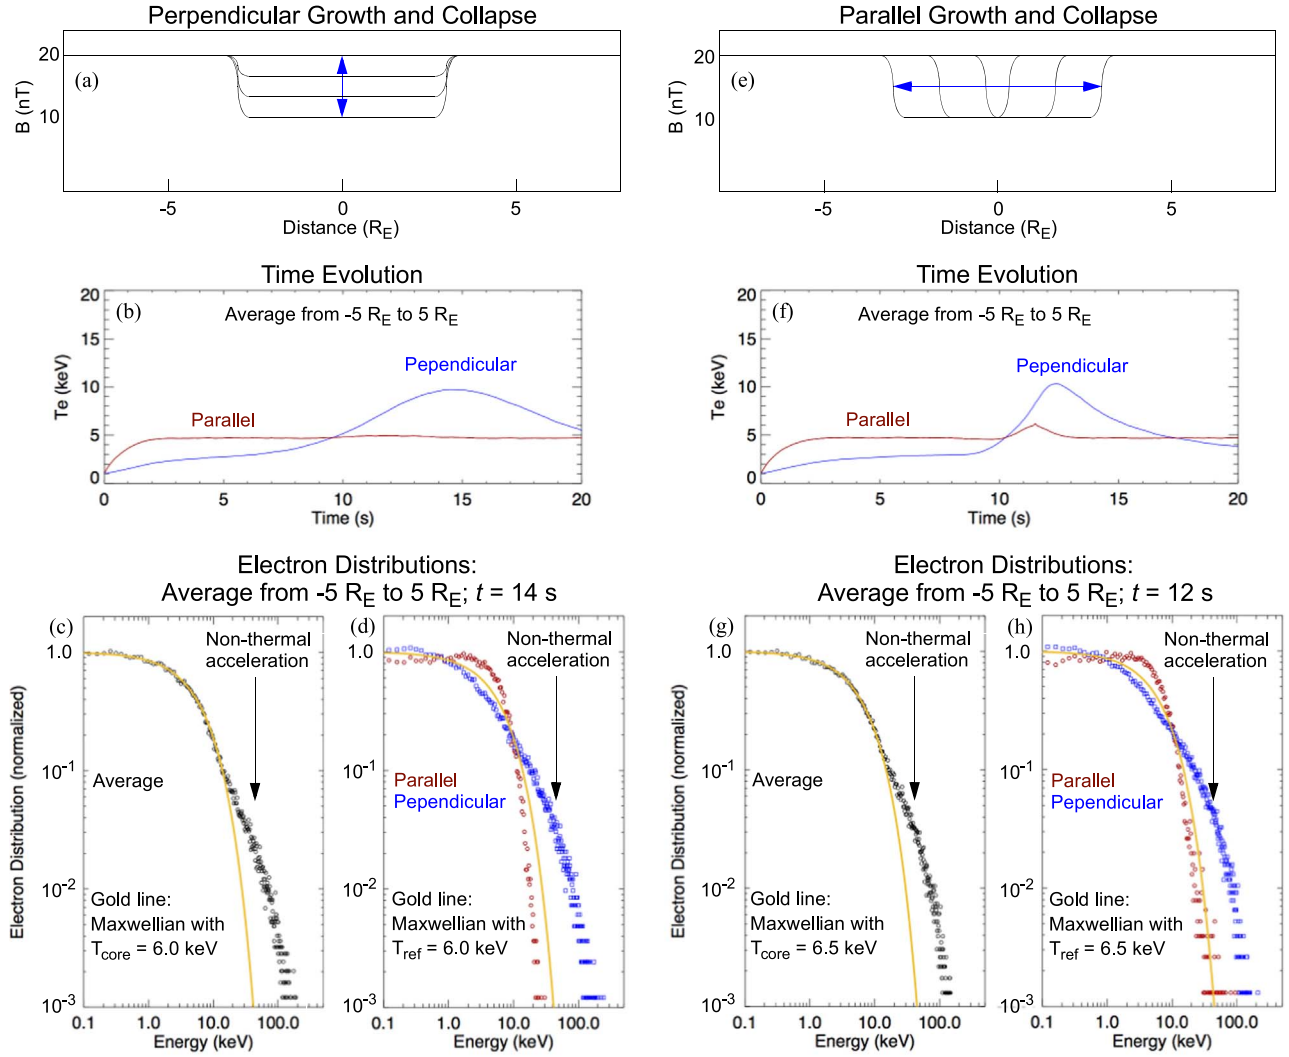 Perpendicular Growth and Collapse
20
(a)
B (nT)
10
-5
0
5
Distance (R_E)
Time Evolution
20
(b)
Average from -5 R_E to 5 R_E
15
Pependicular
Te (keV)
10
Parallel
5
0
0
5
10
15
20
Time (s)
Electron Distributions:
Average from -5 R_E to 5 R_E; t = 14 s
(c)
Non-thermal
acceleration
1.0
Electron Distribution (normalized)
10^-1
Average
10^-2
Gold line:
Maxwellian with
T_core = 6.0 keV
10^-3
0.1
1.0
10.0
100.0
Energy (keV)
(d)
Non-thermal
acceleration
1.0
10^-1
Parallel
Pependicular
10^-2
Gold line:
Maxwellian with
T_ref = 6.0 keV
10^-3
0.1
1.0
10.0
100.0
Energy (keV)
Parallel Growth and Collapse
20
(e)
B (nT)
10
-5
0
5
Distance (R_E)
Time Evolution
20
(f)
Average from -5 R_E to 5 R_E
15
Pependicular
Te (keV)
10
Parallel
5
0
0
5
10
15
20
Time (s)
Electron Distributions:
Average from -5 R_E to 5 R_E; t = 12 s
(g)
Non-thermal
acceleration
1.0
Electron Distribution (normalized)
10^-1
Average
10^-2
Gold line:
Maxwellian with
T_core = 6.5 keV
10^-3
0.1
1.0
10.0
100.0
Energy (keV)
(h)
Non-thermal
acceleration
1.0
10^-1
Parallel
Pependicular
10^-2
Gold line:
Maxwellian with
T_ref = 6.5 keV
10^-3
0.1
1.0
10.0
100.0
Energy (keV)